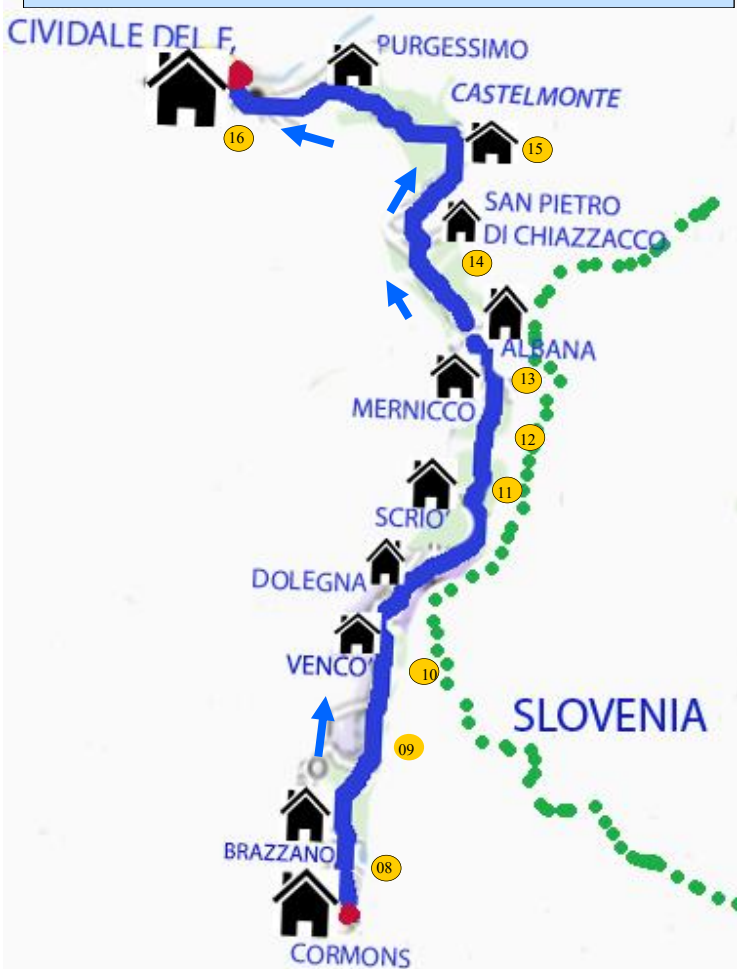 CIVIDALE DEL F,
PURGESSIMO
CASTELMONTE
16
15
SAN PIETRO
DI CHIAZZACCO
14
ALBANA
13
MERNICCO
12
11
SCRIO'
DOLEGNA
VENCO'
10
SLOVENIA
09
BRAZZANO
08
CORMONS